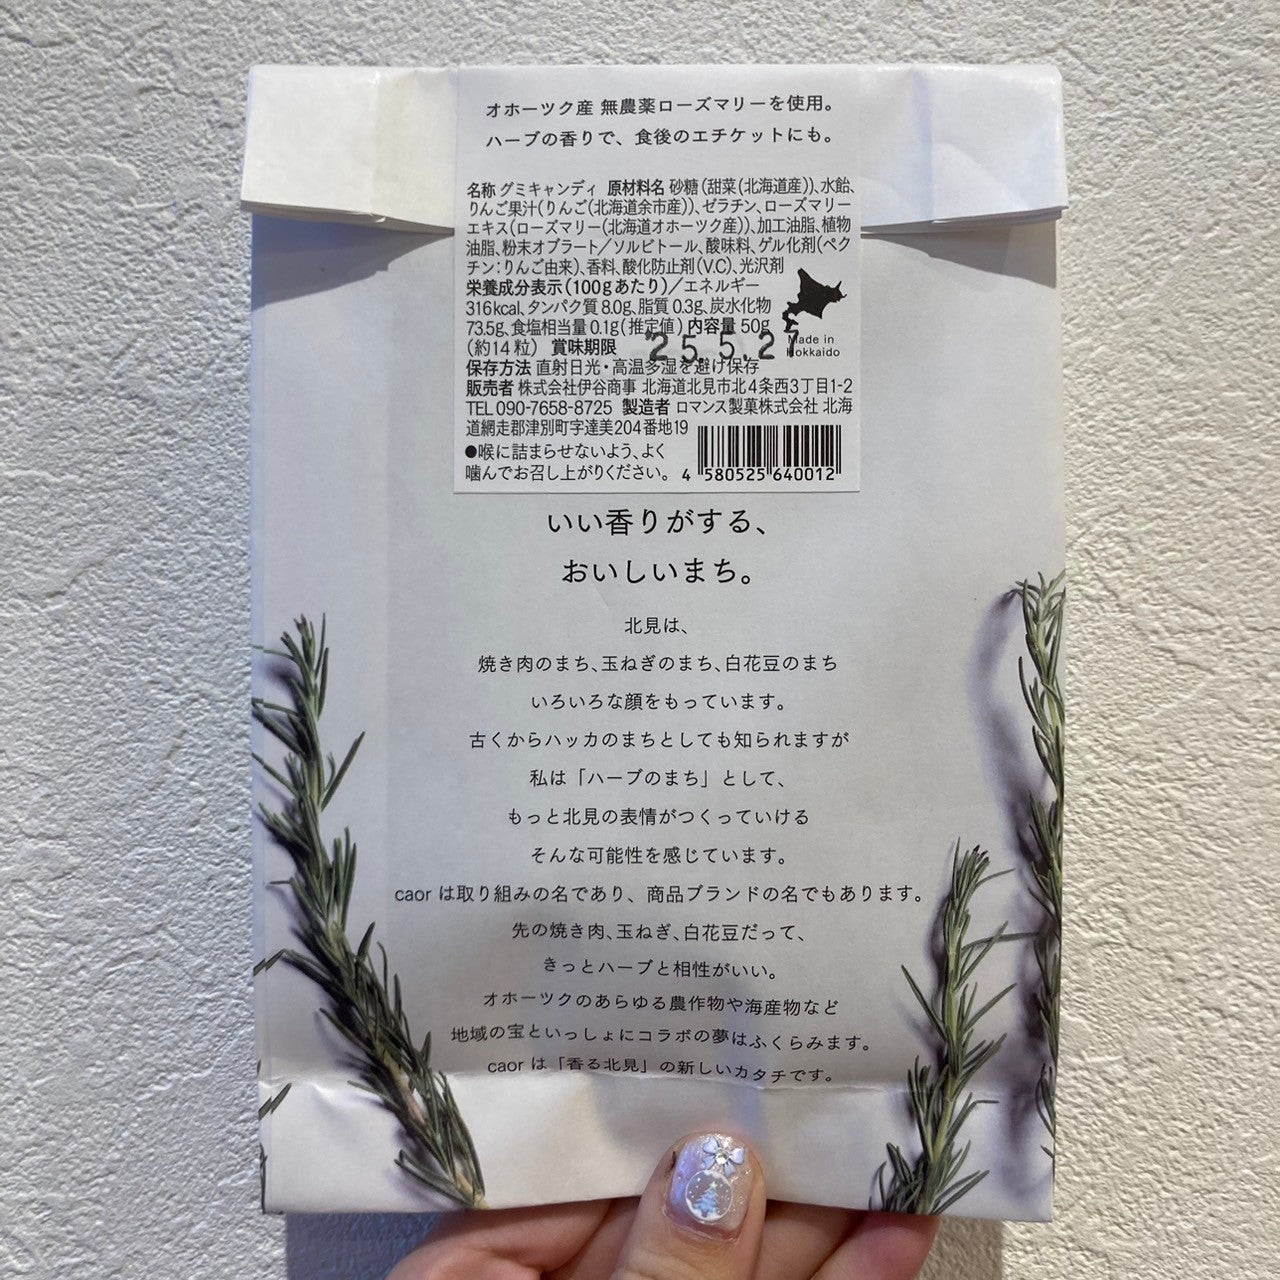 オホーツク産 無農薬ローズマリーを使用。
ハーブの香りで、食後のエチケットにも。
名称 グミキャンディ 原材料名 砂糖(甜菜(北海道産))、水飴、
りんご果汁(りんご(北海道余市産))、ゼラチン、ローズマリー
エキス(ローズマリー(北海道オホーツク産))、加工油脂、植物
油脂、粉末オブラート／ソルビトール、酸味料、ゲル化剤(ペク
チン：りんご由来)、香料、酸化防止剤(V.C)、光沢剤
栄養成分表示(100gあたり)／エネルギー
316kcal、タンパク質 8.0g、脂質 0.3g、炭水化物
73.5g、食塩相当量 0.1g(推定値) 内容量 50g
(約14粒) 賞味期限 25.5.27
Made in
Hokkaido
保存方法 直射日光・高温多湿を避け保存
販売者 株式会社伊谷商事 北海道北見市北4条西3丁目1-2
TEL 090-7658-8725 製造者 ロマンス製菓株式会社 北海
道網走郡津別町字達美204番地19
●喉に詰まらせないよう、よく
噛んでお召し上がりください。
4 580525 640012
いい香りがする、
おいしいまち。
北見は、
焼き肉のまち、玉ねぎのまち、白花豆のまち
いろいろな顔をもっています。
古くからハッカのまちとしても知られますが
私は「ハーブのまち」として、
もっと北見の表情がつくっていける
そんな可能性を感じています。
caor は取り組みの名であり、商品ブランドの名でもあります。
先の焼き肉、玉ねぎ、白花豆だって、
きっとハーブと相性がいい。
オホーツクのあらゆる農作物や海産物など
地域の宝といっしょにコラボの夢はふくらみます。
caor は「香る北見」の新しいカタチです。